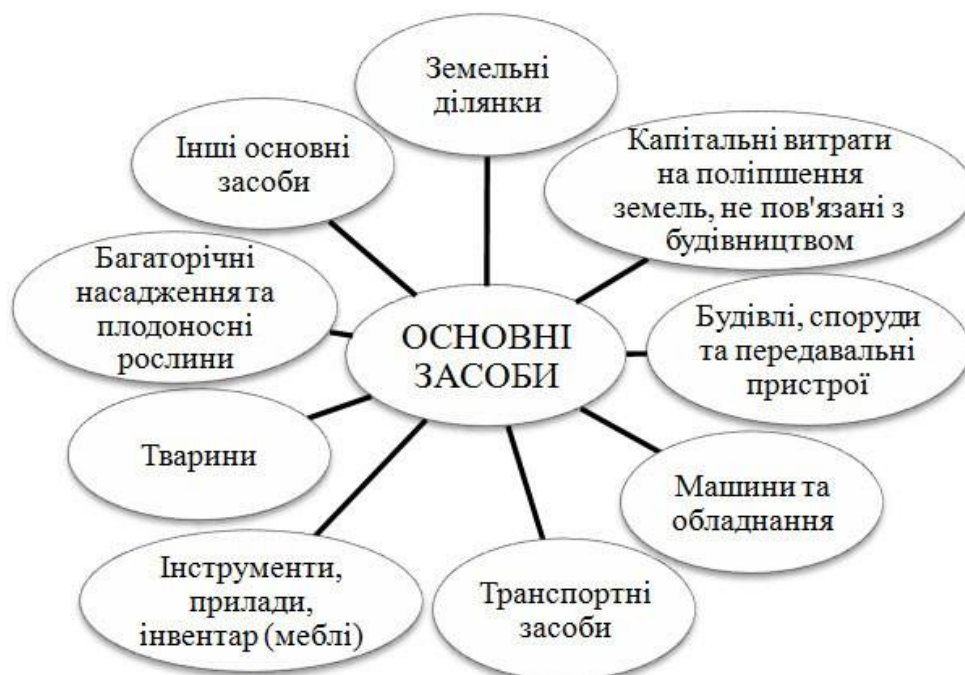 Земельні
ділянки
Капітальні витрати
на поліпшення
земель, не пов'язані з
будівництвом
Будівлі, споруди
та передавальні
пристрої
Машини та
обладнання
Транспортні
засоби
Інструменти,
прилади,
інвентар (меблі)
Тварини
Багаторічні
насадження та
плодоносні
рослини
Інші основні
засоби
ОСНОВНІ
ЗАСОБИ